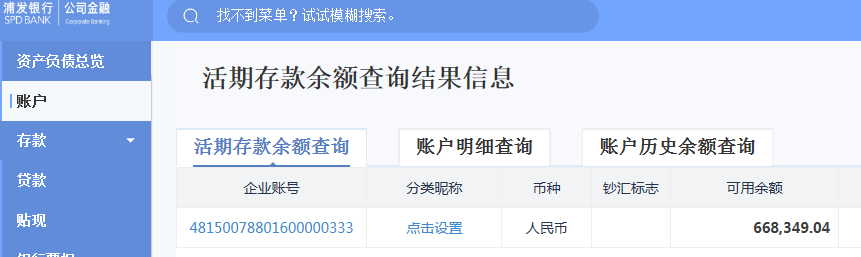 浦发银行 公司金融
SPD BANK Corporate Banking
找不到菜单？试试模糊搜索。
资产负债总览
账户
存款
贷款
贴现
活期存款余额查询结果信息
活期存款余额查询 账户明细查询 账户历史余额查询
企业账号 分类昵称 币种 钞汇标志 可用余额
48150078801600000333 点击设置 人民币 668,349.04